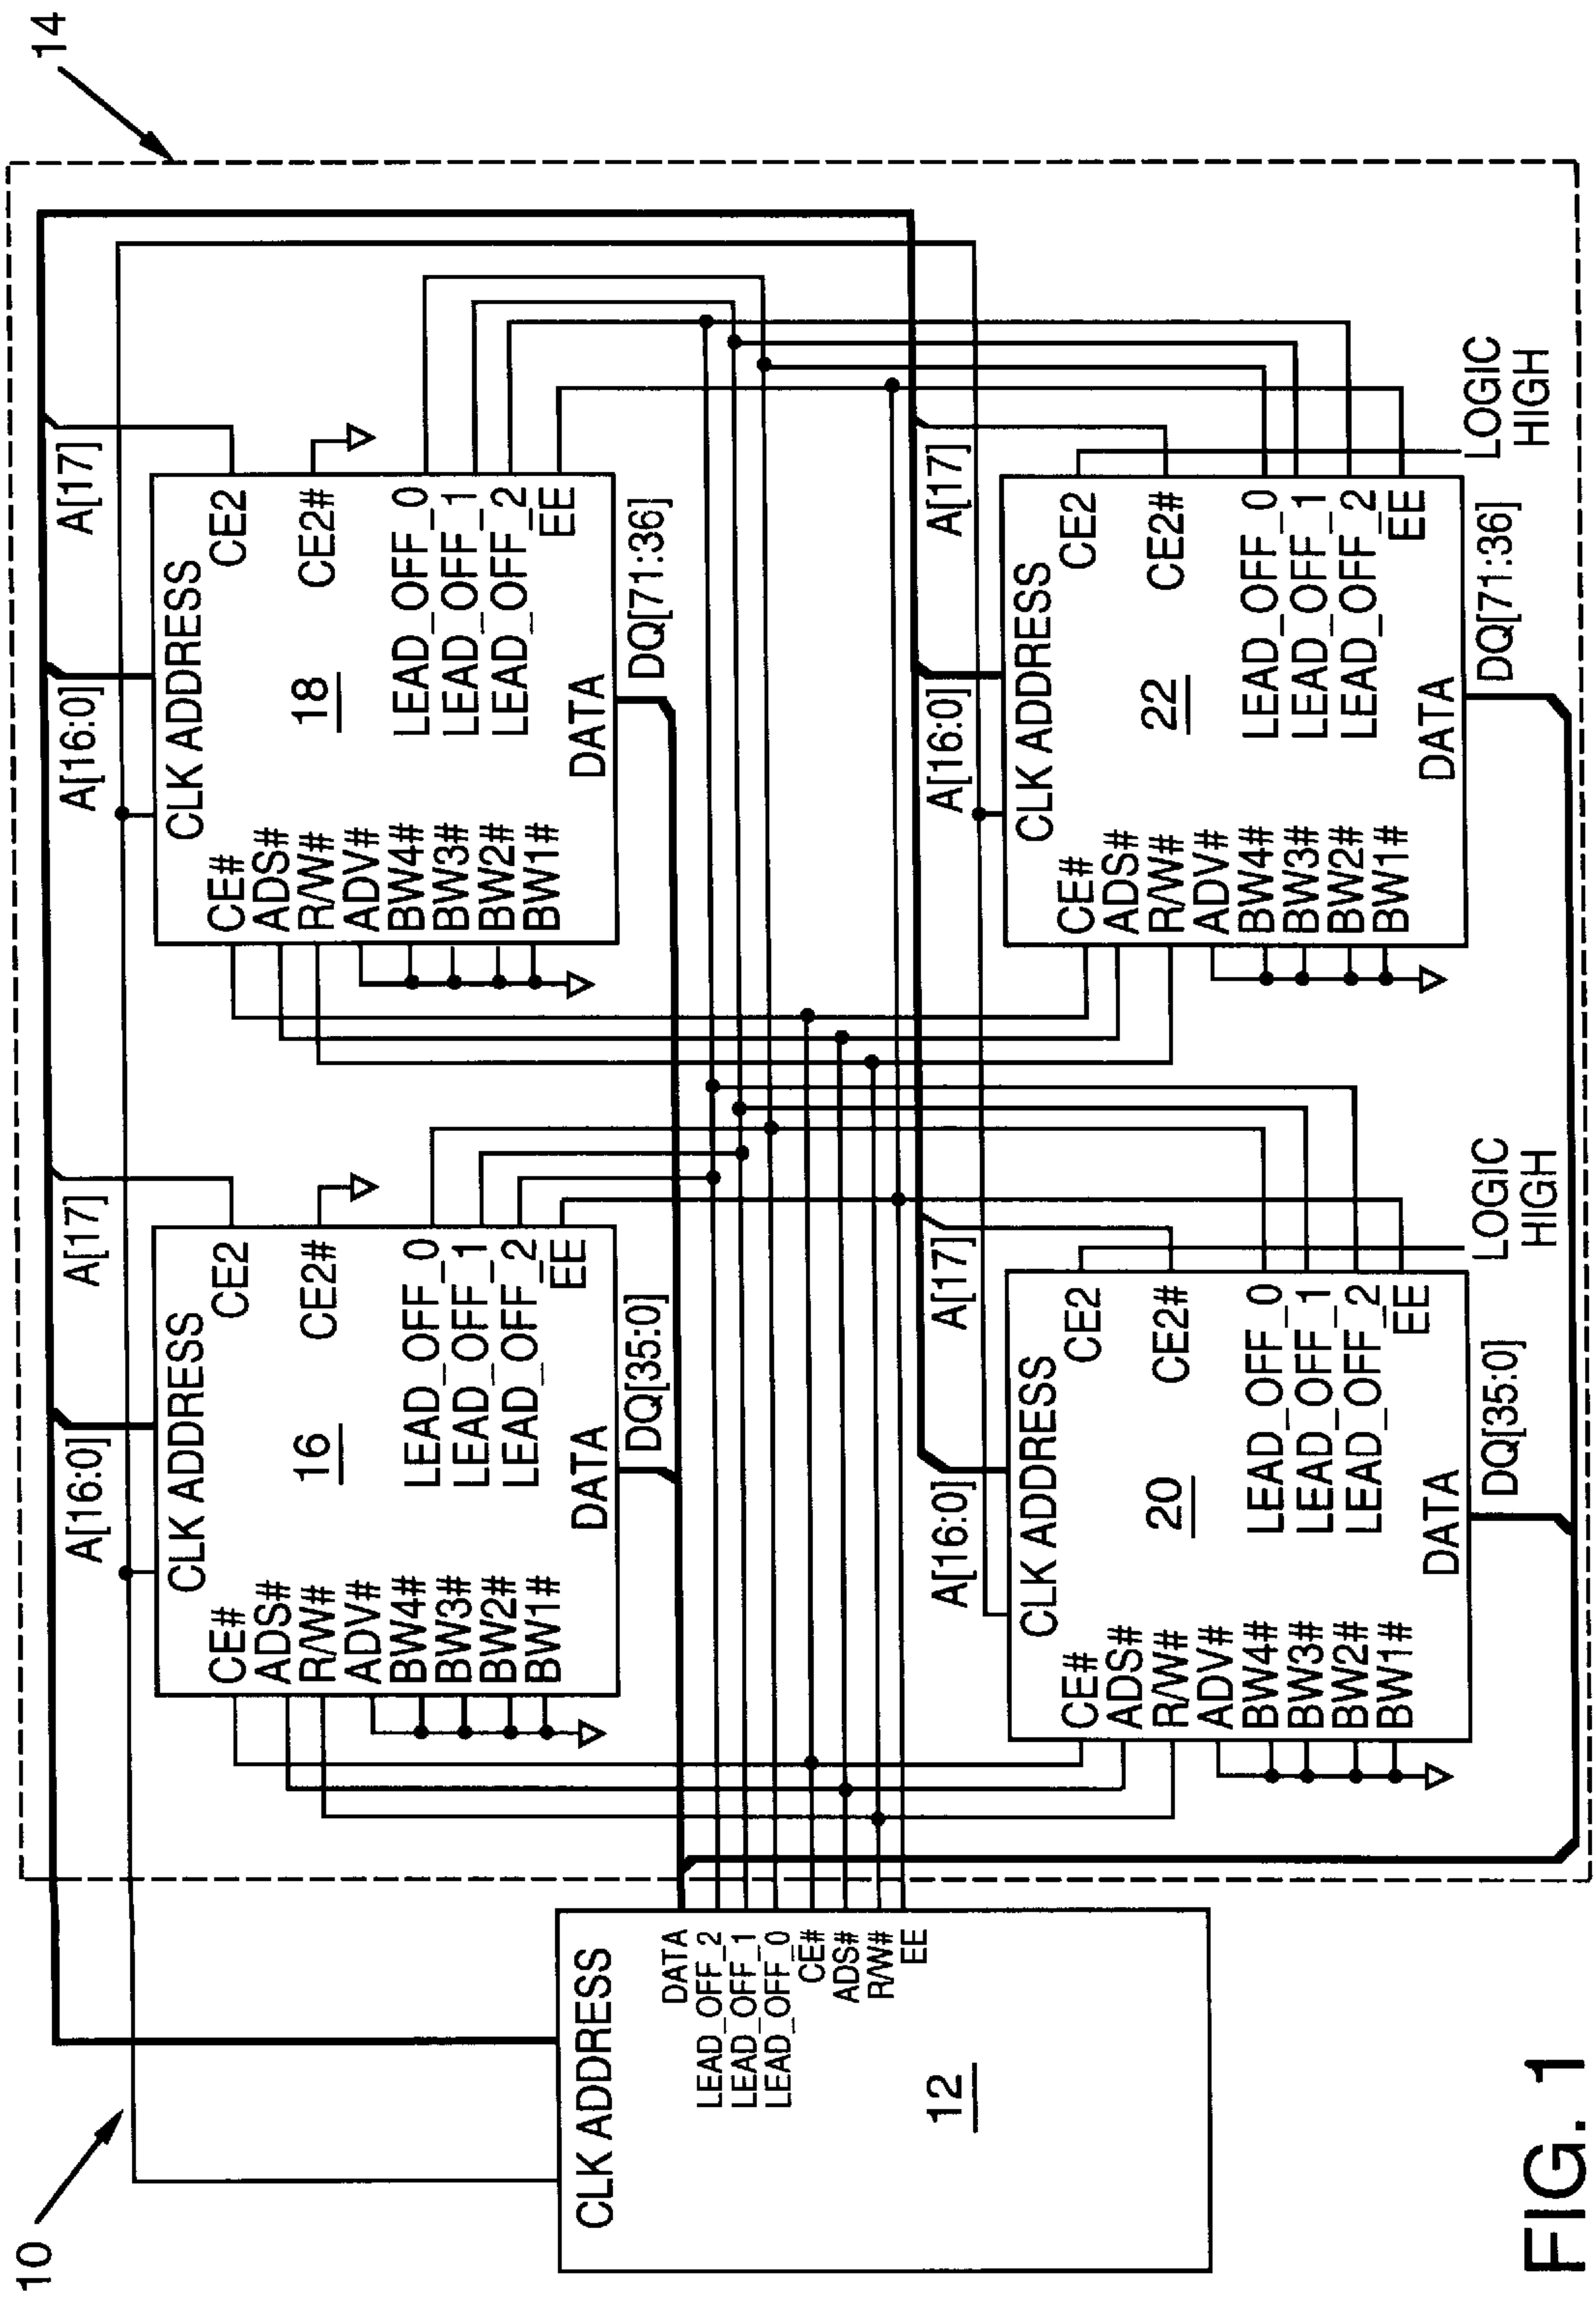 10
14
A[16:0]
A[17]
A[16:0]
A[17]
CLK ADDRESS
CE#
ADS#
R/W#
ADV#
BW4#
BW3#
BW2#
BW1#
16
CE2
CE2#
LEAD_OFF_0
LEAD_OFF_1
LEAD_OFF_2
EE
DATA
DQ[35:0]
CLK ADDRESS
CE#
ADS#
R/W#
ADV#
BW4#
BW3#
BW2#
BW1#
18
CE2
CE2#
LEAD_OFF_0
LEAD_OFF_1
LEAD_OFF_2
EE
DATA
DQ[71:36]
CLK ADDRESS
DATA
LEAD_OFF_2
LEAD_OFF_1
LEAD_OFF_0
CE#
ADS#
R/W#
EE
12
A[16:0]
A[17]
CLK ADDRESS
CE#
ADS#
R/W#
ADV#
BW4#
BW3#
BW2#
BW1#
20
CE2
CE2#
LEAD_OFF_0
LEAD_OFF_1
LEAD_OFF_2
EE
DATA
DQ[35:0]
LOGIC
HIGH
A[16:0]
A[17]
CLK ADDRESS
CE#
ADS#
R/W#
ADV#
BW4#
BW3#
BW2#
BW1#
22
CE2
CE2#
LEAD_OFF_0
LEAD_OFF_1
LEAD_OFF_2
EE
DATA
DQ[71:36]
LOGIC
HIGH
FIG. 1